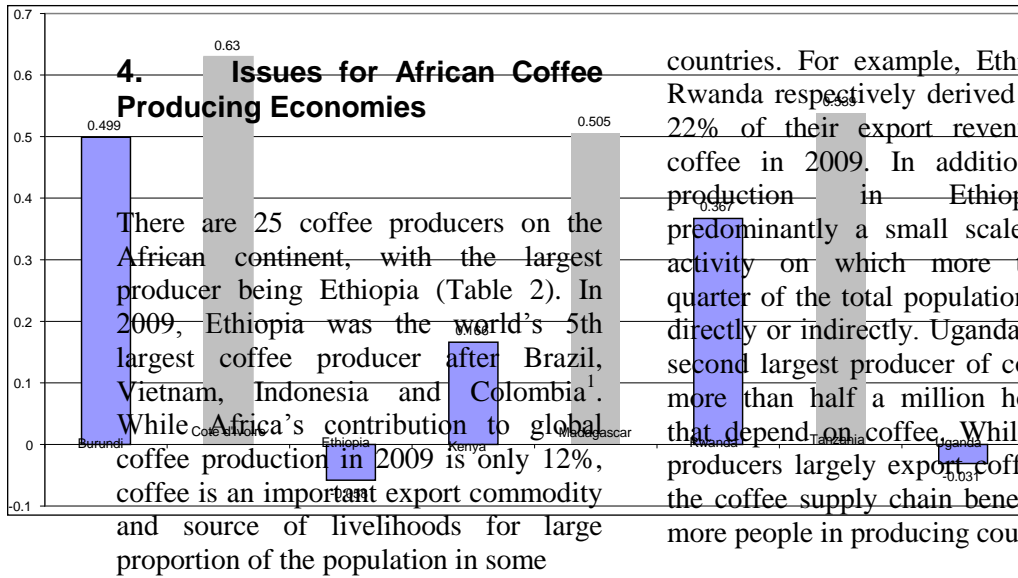 0.7
0.6
0.5
0.4
0.3
0.2
0.1
0
-0.1
0.499
0.63
-0.058
0.166
0.505
0.367
0.539
-0.031
Burundi
Cote d'Ivoire
Ethiopia
Kenya
Madagascar
Rwanda
Tanzania
Uganda
4. Issues for African Coffee
Producing Economies
There are 25 coffee producers on the
African continent, with the largest
producer being Ethiopia (Table 2). In
2009, Ethiopia was the world's 5th
largest coffee producer after Brazil,
Vietnam, Indonesia and Colombia¹.
While Africa's contribution to global
coffee production in 2009 is only 12%,
coffee is an important export commodity
and source of livelihoods for large
proportion of the population in some
countries. For example, Ethi
Rwanda respectively derived
22% of their export reven
coffee in 2009. In additio
production in Ethiop
predominantly a small scale
activity on which more t
quarter of the total population
directly or indirectly. Uganda
second largest producer of co
more than half a million ho
that depend on coffee. Whil
producers largely export coff
the coffee supply chain bene
more people in producing cou